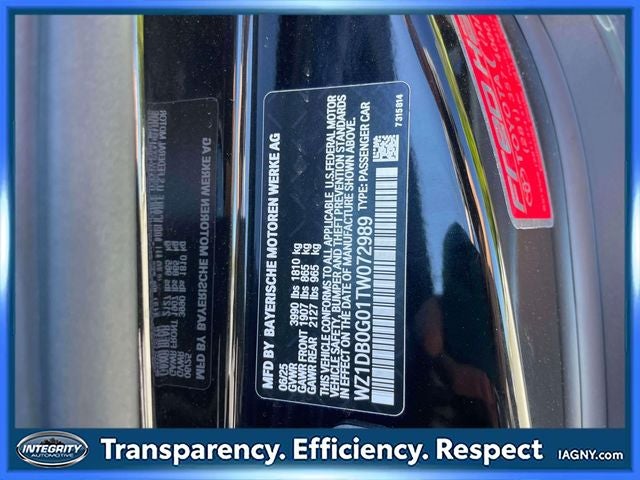 MFD BY BAYERISCHE MOTOREN WERKE AG
06/25
GVWR 3990 lbs 1810 kg
GAWR FRONT 1907 lbs 865 kg
GAWR REAR 2127 lbs 965 kg
THIS VEHICLE CONFORMS TO ALL APPLICABLE U.S. FEDERAL MOTOR
VEHICLE SAFETY, BUMPER AND THEFT PREVENTION STANDARDS
IN EFFECT ON THE DATE OF MANUFACTURE SHOWN ABOVE.
WZ1DB0G01TW072989 TYPE: PASSENGER CAR
7315814
INTEGRITY
AUTOMOTIVE
Transparency. Efficiency. Respect
IAGNY.com